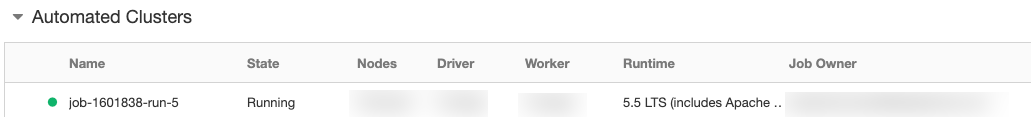 Automated Clusters
Name State Nodes Driver Worker Runtime Job Owner
job-1601838-run-5 Running 5.5 LTS (includes Apache ..